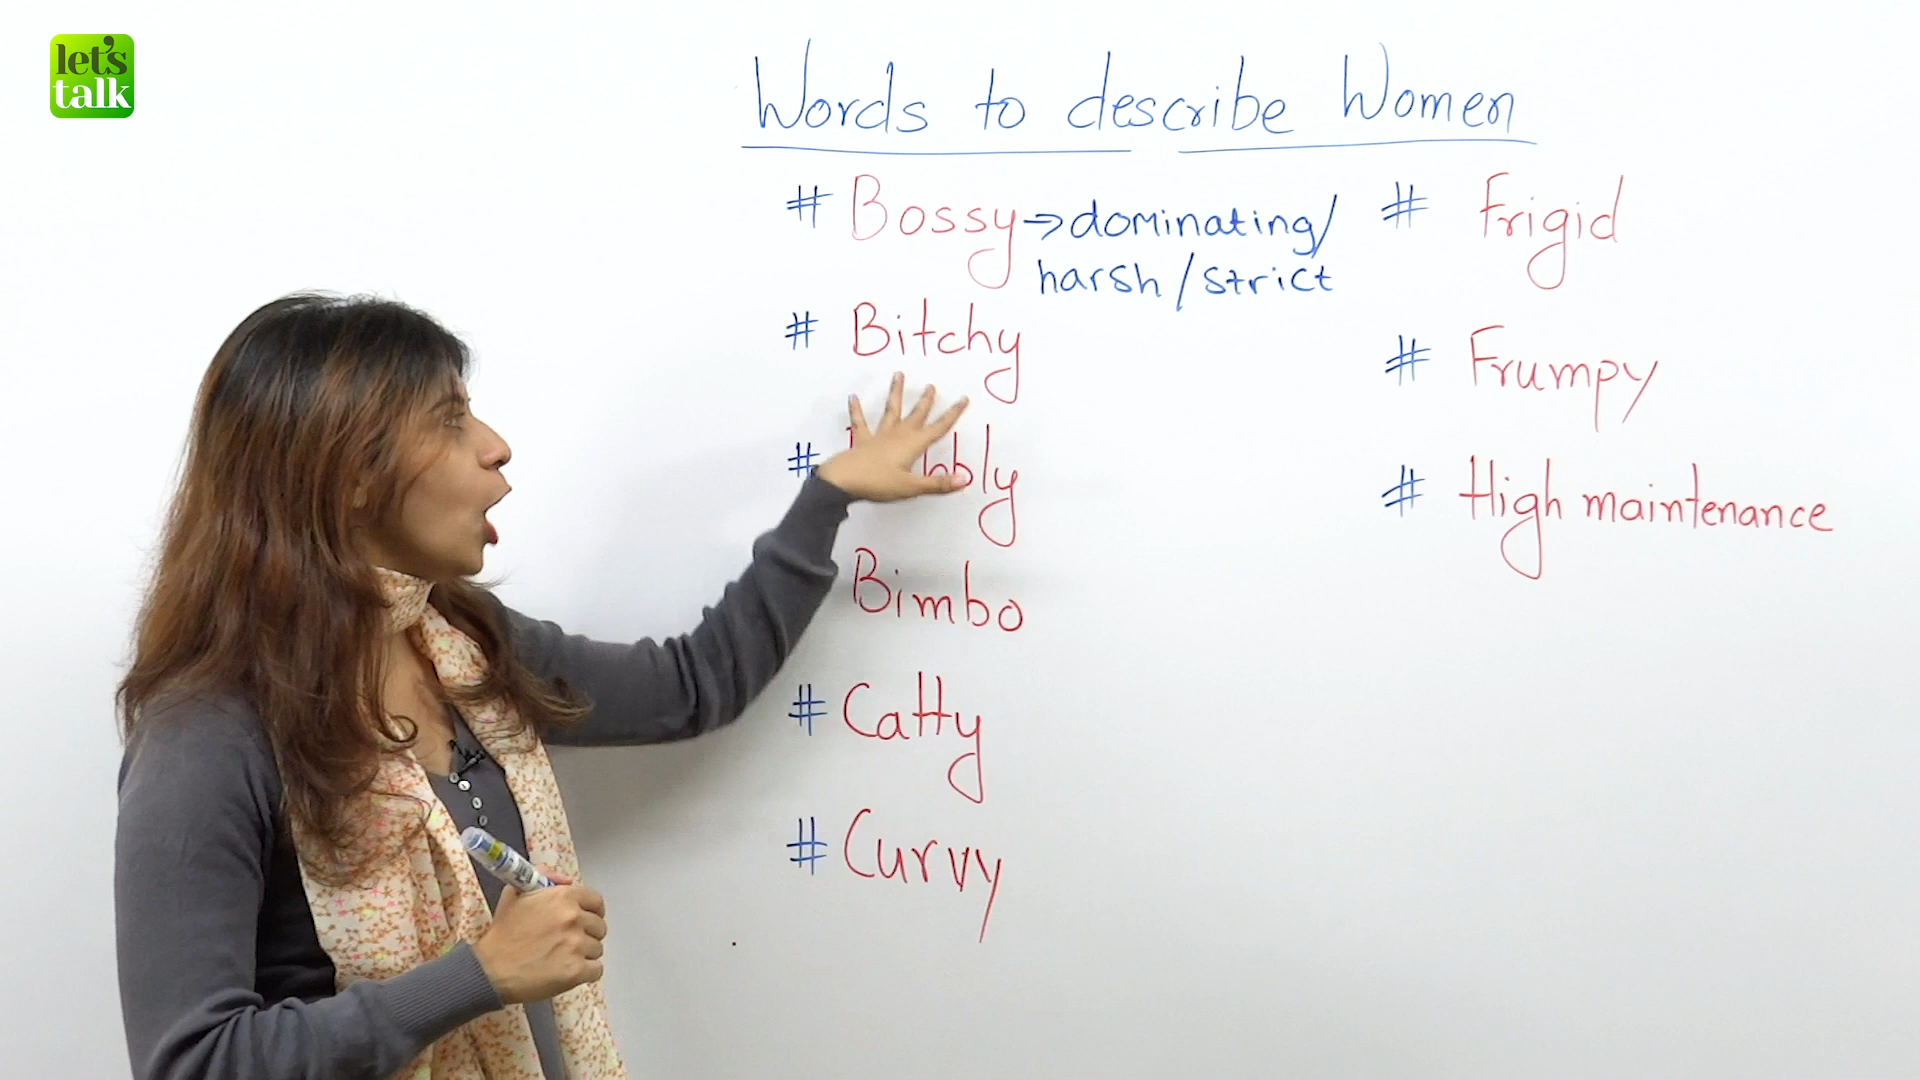 let's
talk
Words to describe Women
# Bossy → dominating/
harsh / strict
# Bitchy
#
Bimbo
# Catty
# Curvy
# Frigid
# Frumpy
# High maintenance